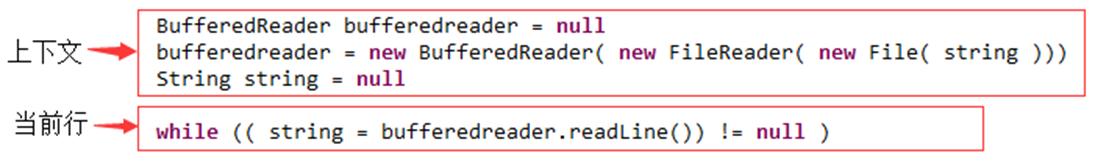 上下文
BufferedReader bufferedreader = null
bufferedreader = new BufferedReader( new FileReader( new File( string )))
String string = null
当前行
while (( string = bufferedreader.readLine()) != null )